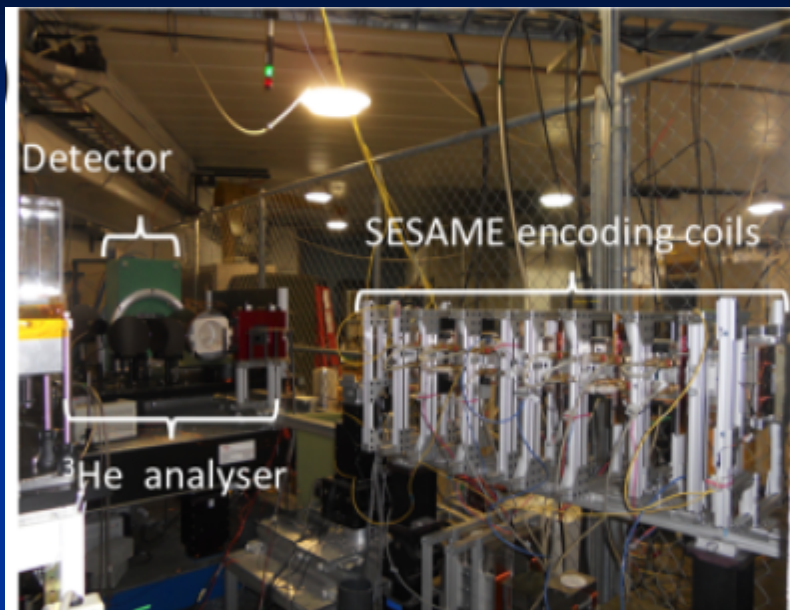 Detector
SESAME encoding coils
³He analyser